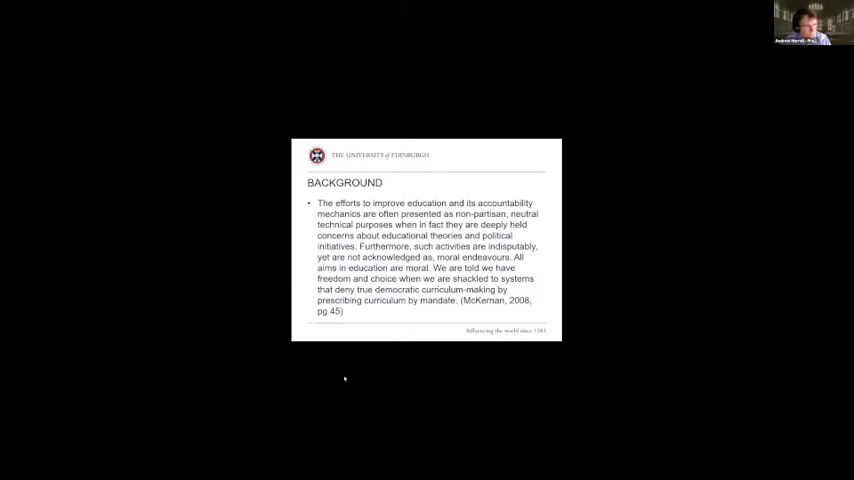 THE UNIVERSITY of EDINBURGH
BACKGROUND
• The efforts to improve education and its accountability
mechanics are often presented as non-partisan, neutral
technical purposes when in fact they are deeply held
concerns about educational theories and political
initiatives. Furthermore, such activities are indisputably,
yet are not acknowledged as, moral endeavours. All
aims in education are moral. We are told we have
freedom and choice when we are shackled to systems
that deny true democratic curriculum-making by
prescribing curriculum by mandate. (McKernan, 2008,
pg 45)
Influencing the world since 1583